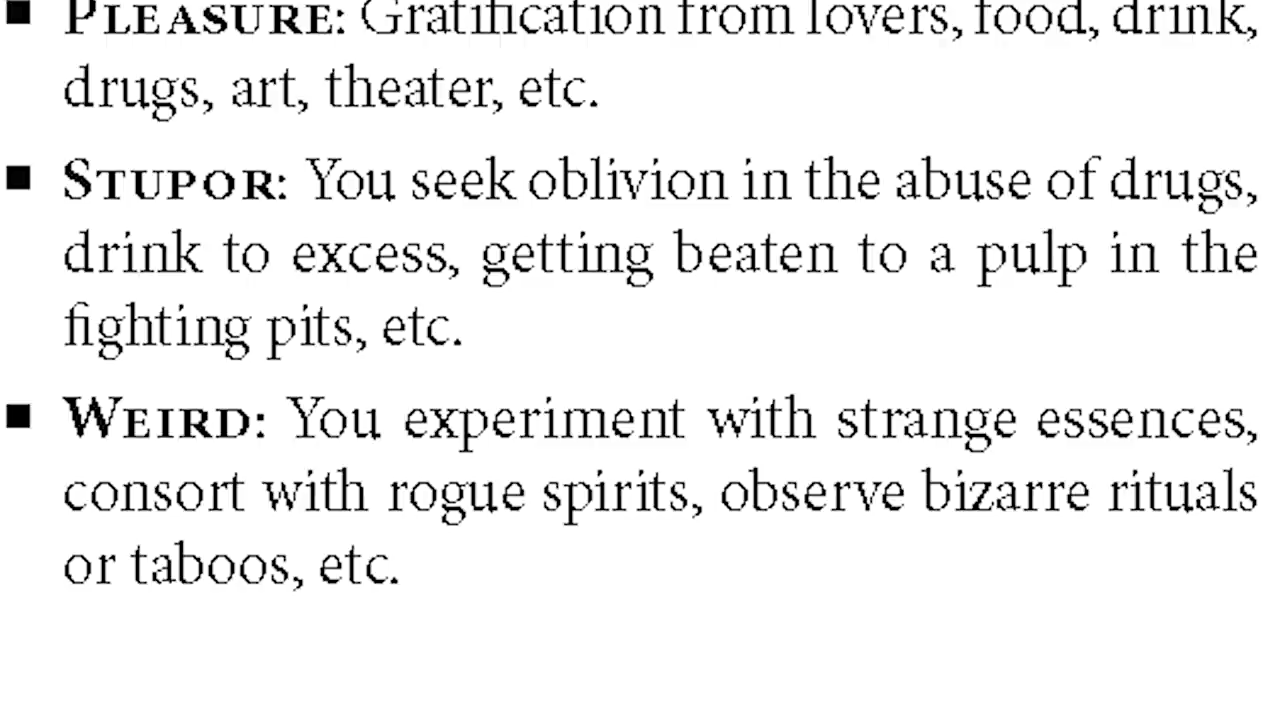 ■ PLEASURE: Gratification from lovers, food, drink,
drugs, art, theater, etc.
■ STUPOR: You seek oblivion in the abuse of drugs,
drink to excess, getting beaten to a pulp in the
fighting pits, etc.
■ WEIRD: You experiment with strange essences,
consort with rogue spirits, observe bizarre rituals
or taboos, etc.